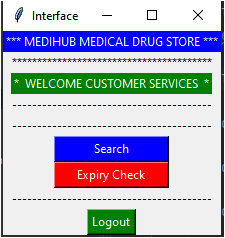 Interface
*** MEDIHUB MEDICAL DRUG STORE ***
****************************************
* WELCOME CUSTOMER SERVICES *
----------------------------------------
----------------------------------------
Search
Expiry Check
----------------------------------------
Logout